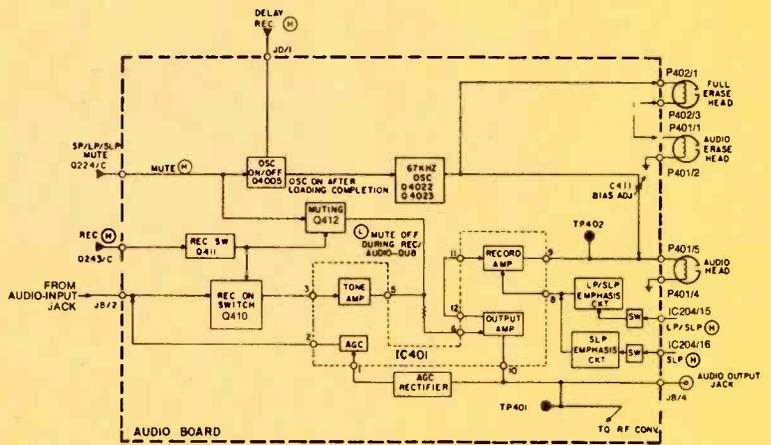 DELAY
REC. H
JD/1
P402/1
FULL
ERASE
HEAD
P402/3
P401/1
AUDIO
ERASE
HEAD
P401/2
SP/LP/SLP
MUTE
Q224/C
MUTE H
OSC
ON/OFF
Q4005
OSC ON AFTER
LOADING COMPLETION
67KHZ
OSC
Q4022
Q4023
C411
BIAS ADJ
MUTING
Q412
L MUTE OFF
DURING REC/
AUDIO-DUB
TP402
REC H
Q243/C
REC SW
Q411
11
RECORD
AMP
9
P401/5
AUDIO
HEAD
P401/4
FROM
AUDIO-INPUT
JACK
JB/2
REC ON
SWITCH
Q410
3
TONE
AMP
5
8
LP/SLP
EMPHASIS
CKT
SW
IC204/15
LP/SLP H
12
6
OUTPUT
AMP
2
AGC
IC401
SLP
EMPHASIS
CKT
SW
IC204/16
SLP H
1
10
AGC
RECTIFIER
AUDIO OUTPUT
JACK
JB/4
TP401
TO RF CONV.
AUDIO BOARD